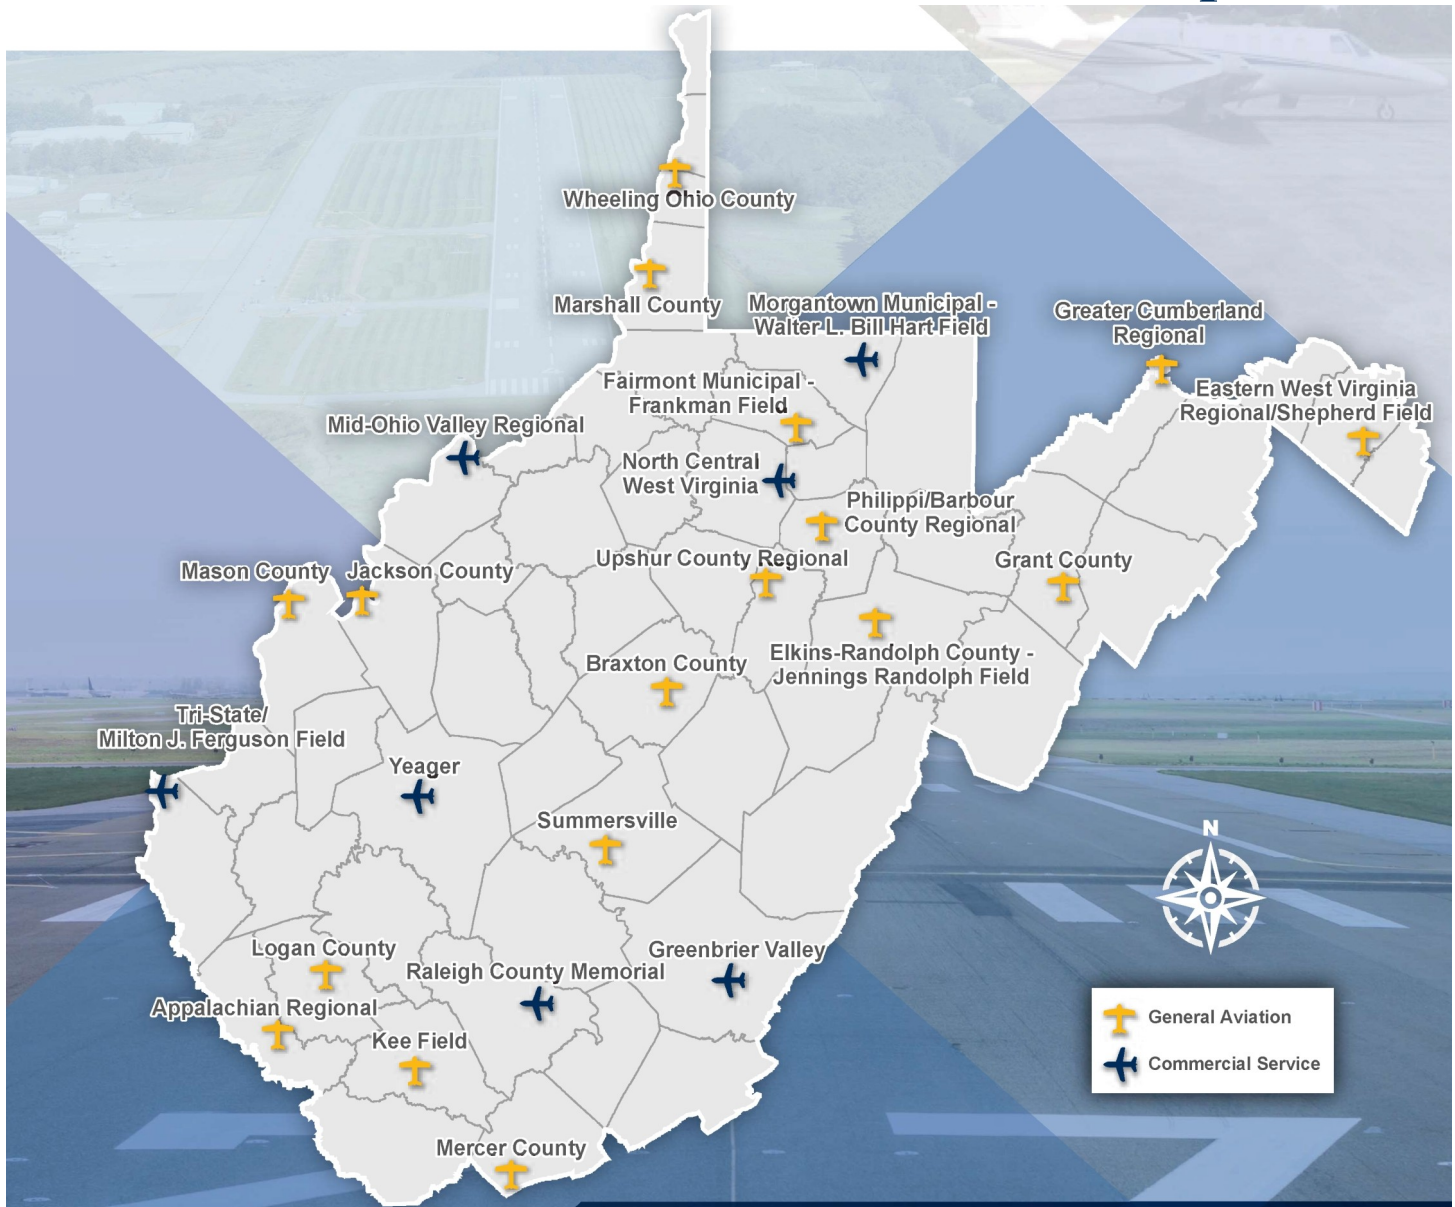 Wheeling Ohio County
Marshall County
Morgantown Municipal -
Walter L. Bill Hart Field
Greater Cumberland
Regional
Fairmont Municipal -
Frankman Field
Eastern West Virginia
Regional/Shepherd Field
Mid-Ohio Valley Regional
North Central
West Virginia
Philippi/Barbour
County Regional
Upshur County Regional
Grant County
Mason County
Jackson County
Elkins-Randolph County -
Jennings Randolph Field
Braxton County
Tri-State/
Milton J. Ferguson Field
Yeager
Summersville
N
Logan County
Greenbrier Valley
Raleigh County Memorial
Appalachian Regional
Kee Field
Mercer County
General Aviation
Commercial Service